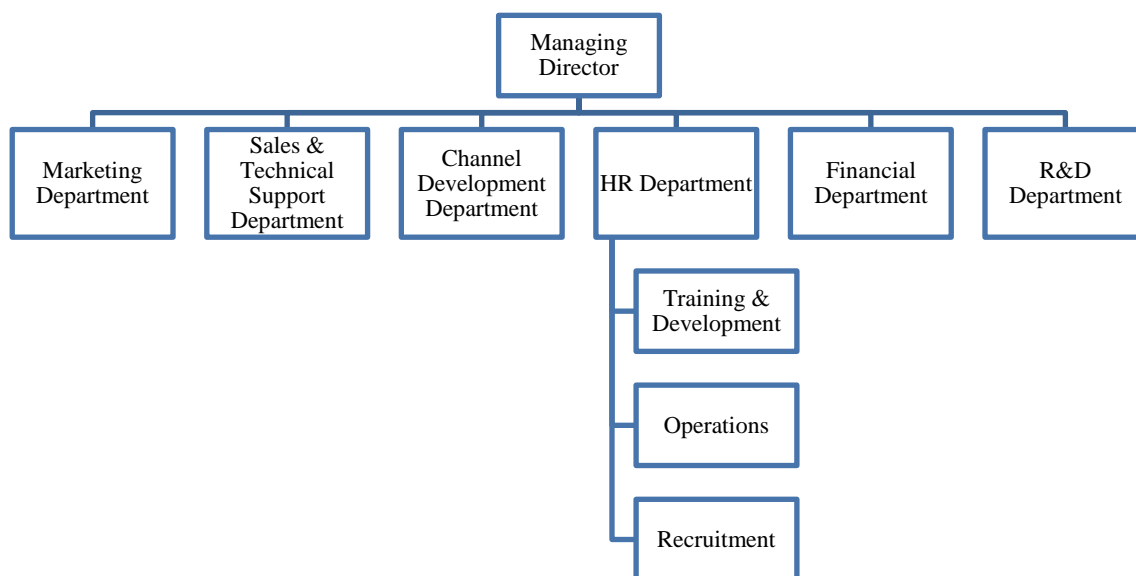 Managing
Director
Marketing
Department
Sales &
Technical
Support
Department
Channel
Development
Department
HR Department
Financial
Department
R&D
Department
Training &
Development
Operations
Recruitment